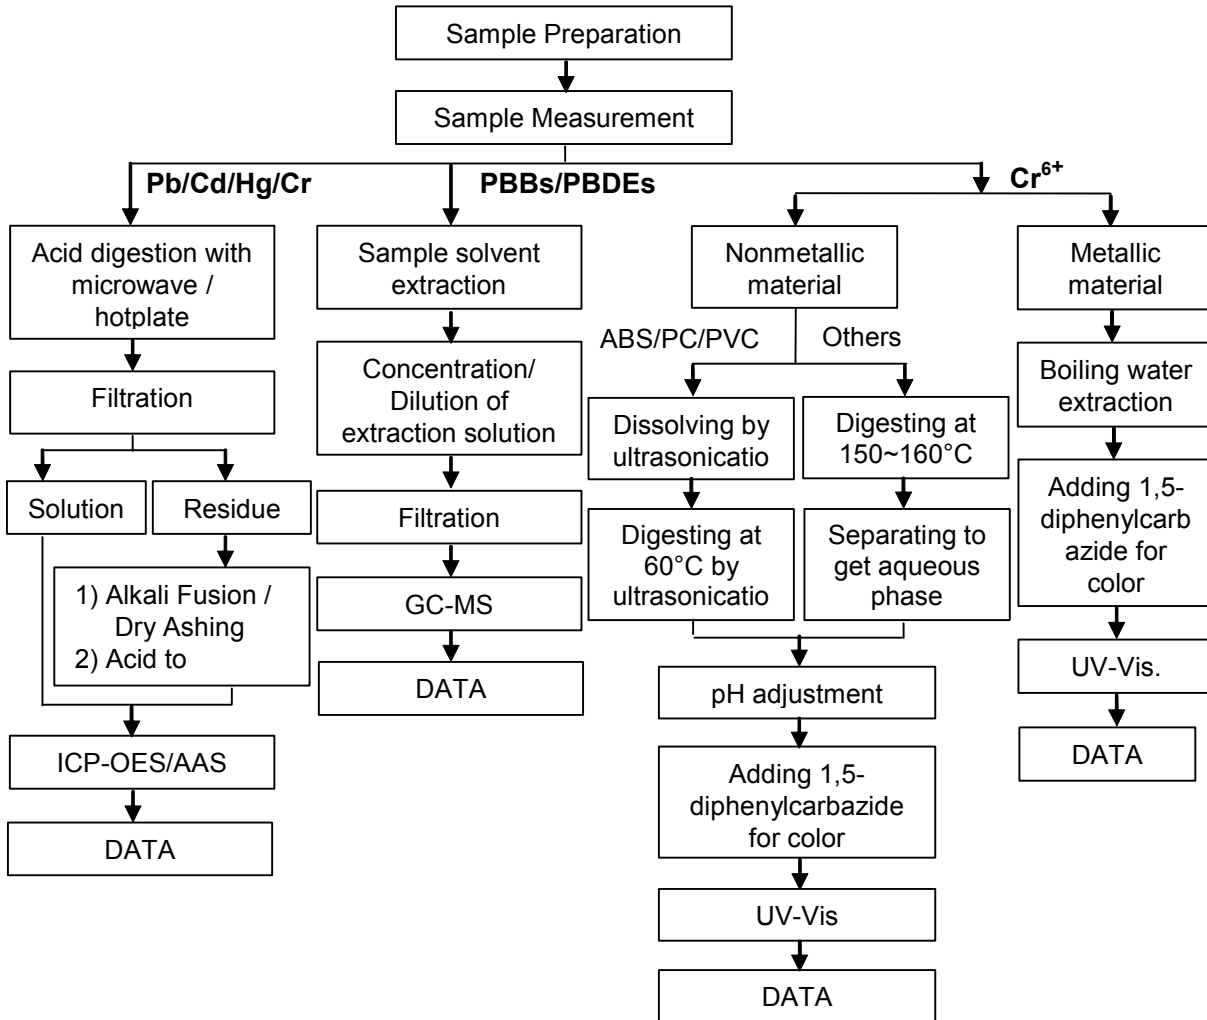 Sample Preparation
Sample Measurement
Pb/Cd/Hg/Cr
PBBs/PBDEs
Cr⁶⁺
Acid digestion with
microwave /
hotplate
Filtration
Solution
Residue
1) Alkali Fusion /
Dry Ashing
2) Acid to
ICP-OES/AAS
DATA
Sample solvent
extraction
Concentration/
Dilution of
extraction solution
Filtration
GC-MS
DATA
Nonmetallic
material
ABS/PC/PVC
Others
Dissolving by
ultrasonicatio
Digesting at
60°C by
ultrasonicatio
Digesting at
150~160°C
Separating to
get aqueous
phase
pH adjustment
Adding 1,5-
diphenylcarbazide
for color
UV-Vis
DATA
Metallic
material
Boiling water
extraction
Adding 1,5-
diphenylcarb
azide for
color
UV-Vis.
DATA